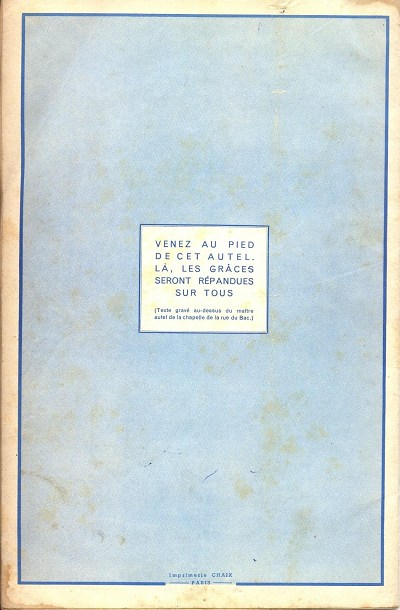 VENEZ AU PIED
DE CET AUTEL.
LÀ, LES GRÂCES
SERONT RÉPANDUES
SUR TOUS
(Texte gravé au-dessus du maître
autel de la chapelle de la rue du Bac.)
Imprimerie CHAIX
PARIS